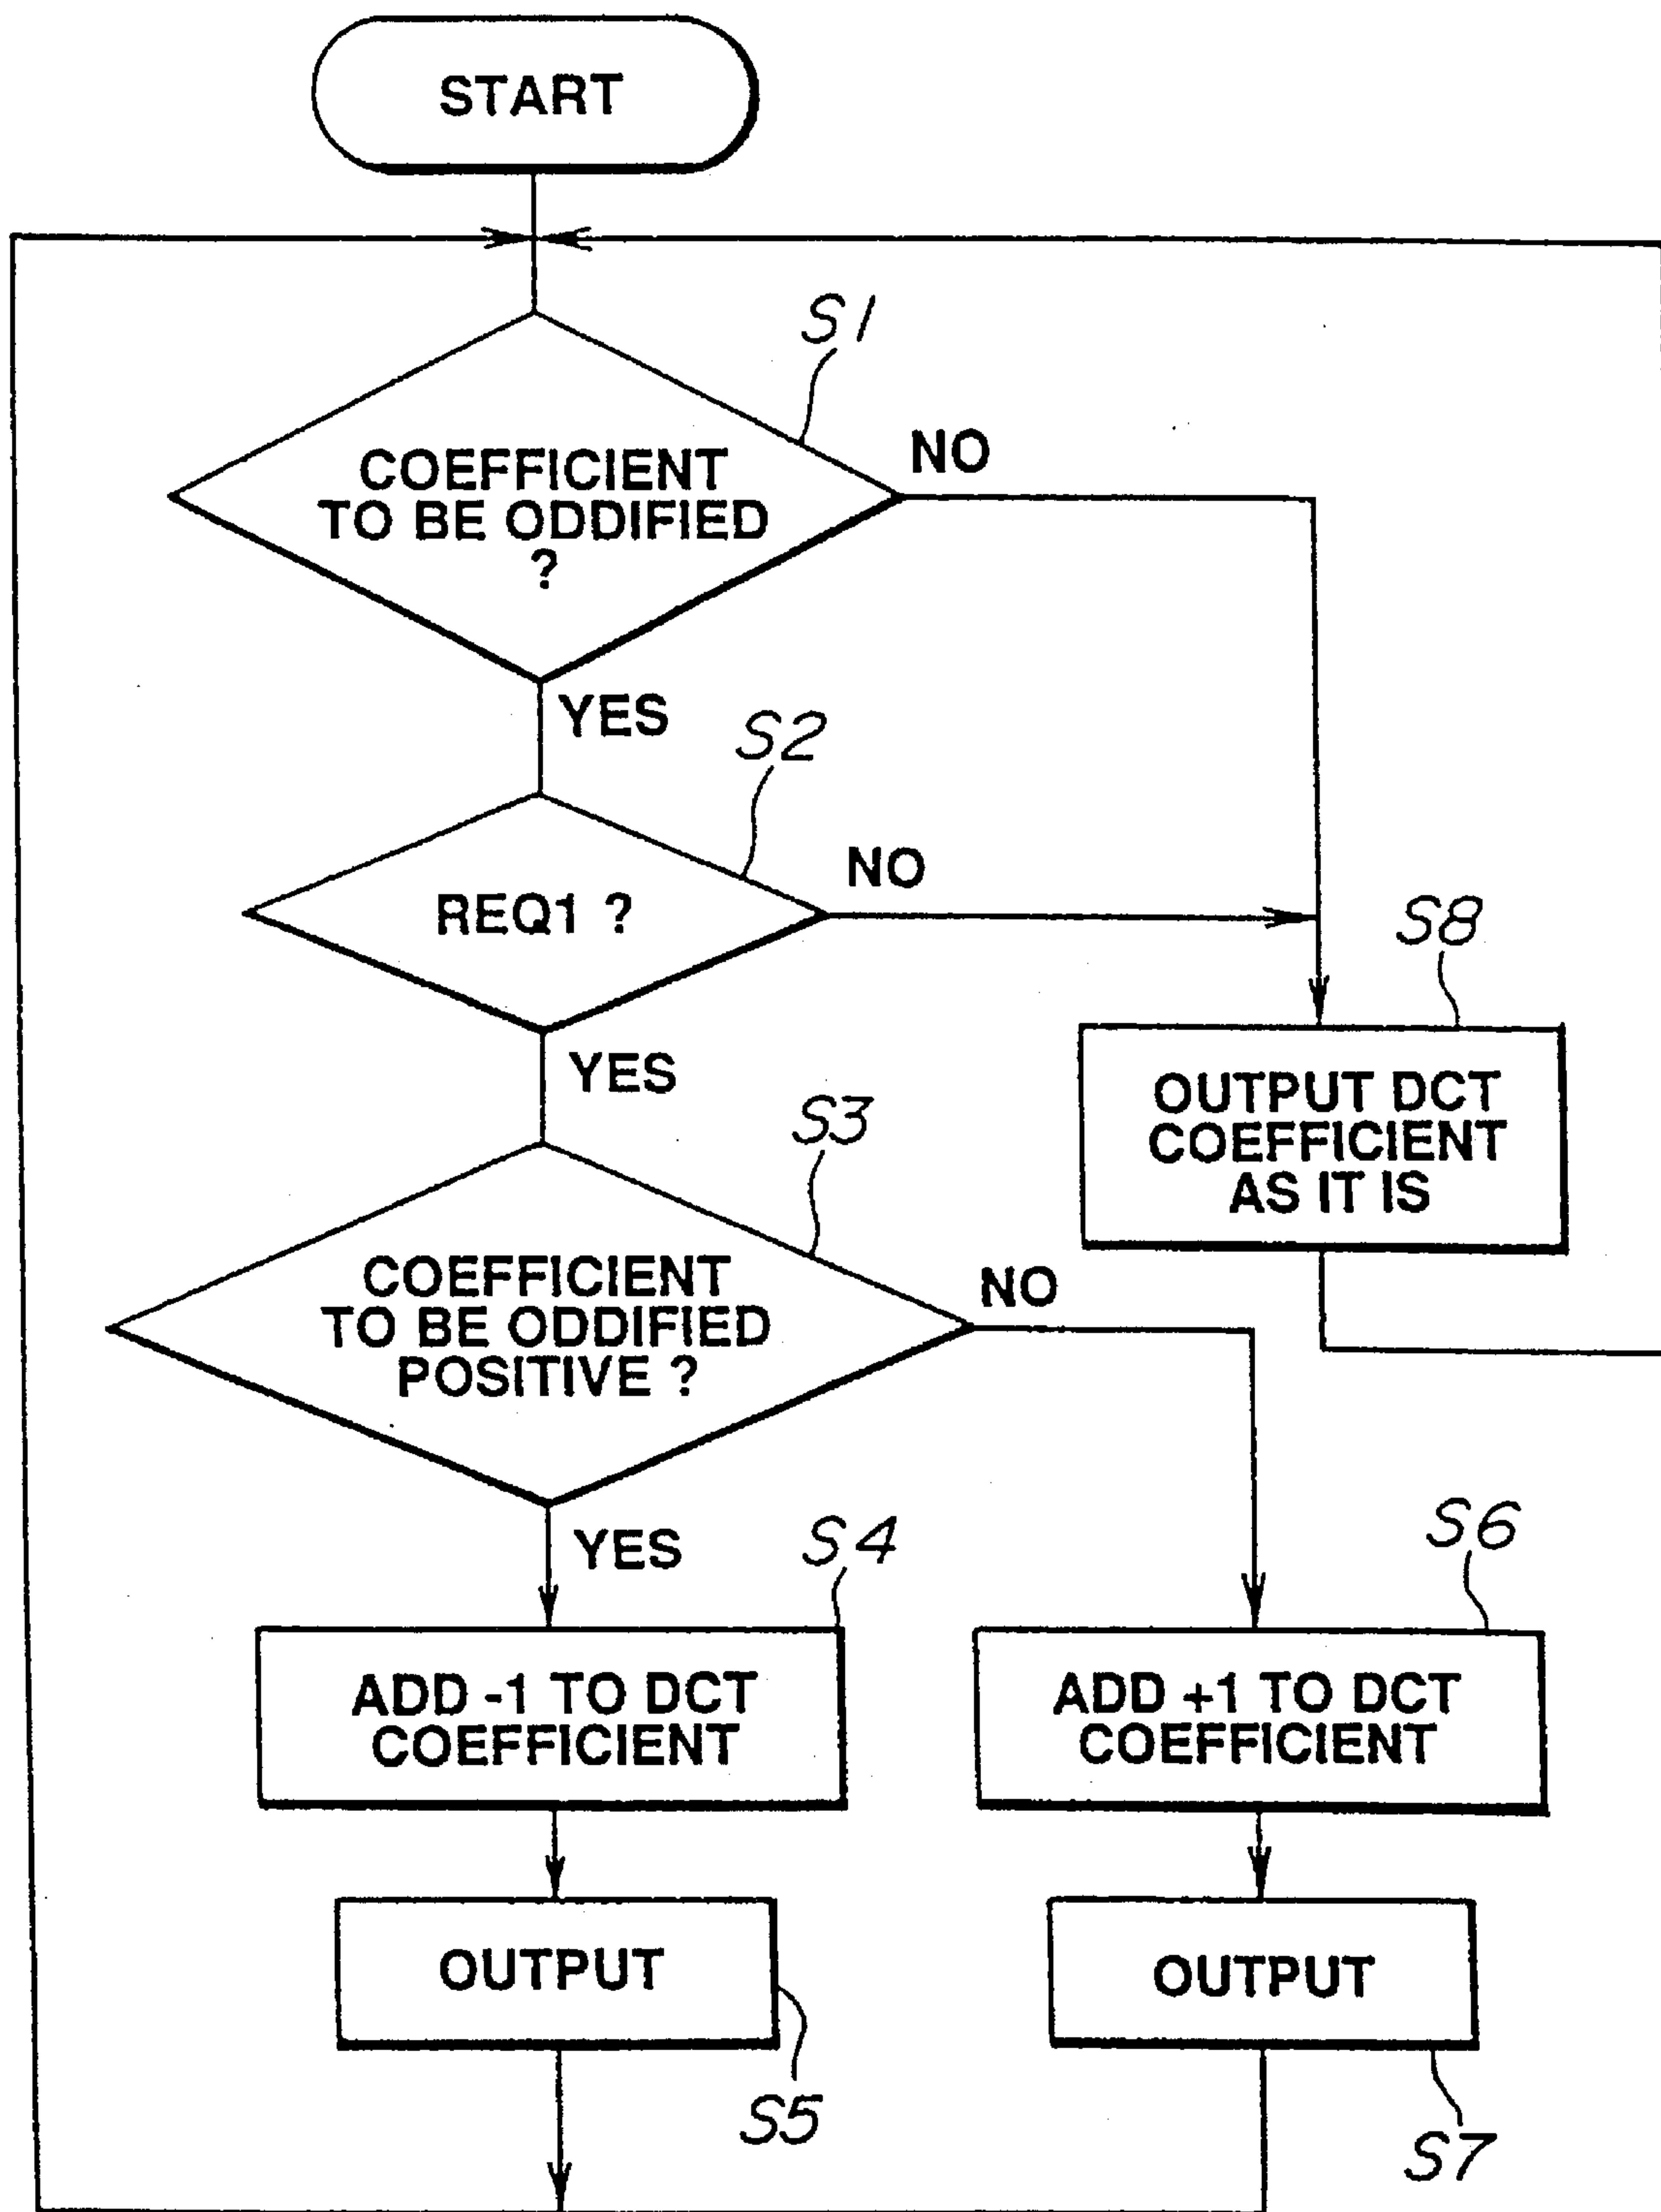 START
S1
COEFFICIENT
TO BE ODDIFIED
?
NO
YES
S2
REQ1 ?
NO
YES
S8
OUTPUT DCT
COEFFICIENT
AS IT IS
S3
COEFFICIENT
TO BE ODDIFIED
POSITIVE ?
NO
YES
S4
ADD -1 TO DCT
COEFFICIENT
S6
ADD +1 TO DCT
COEFFICIENT
OUTPUT
S5
OUTPUT
S7